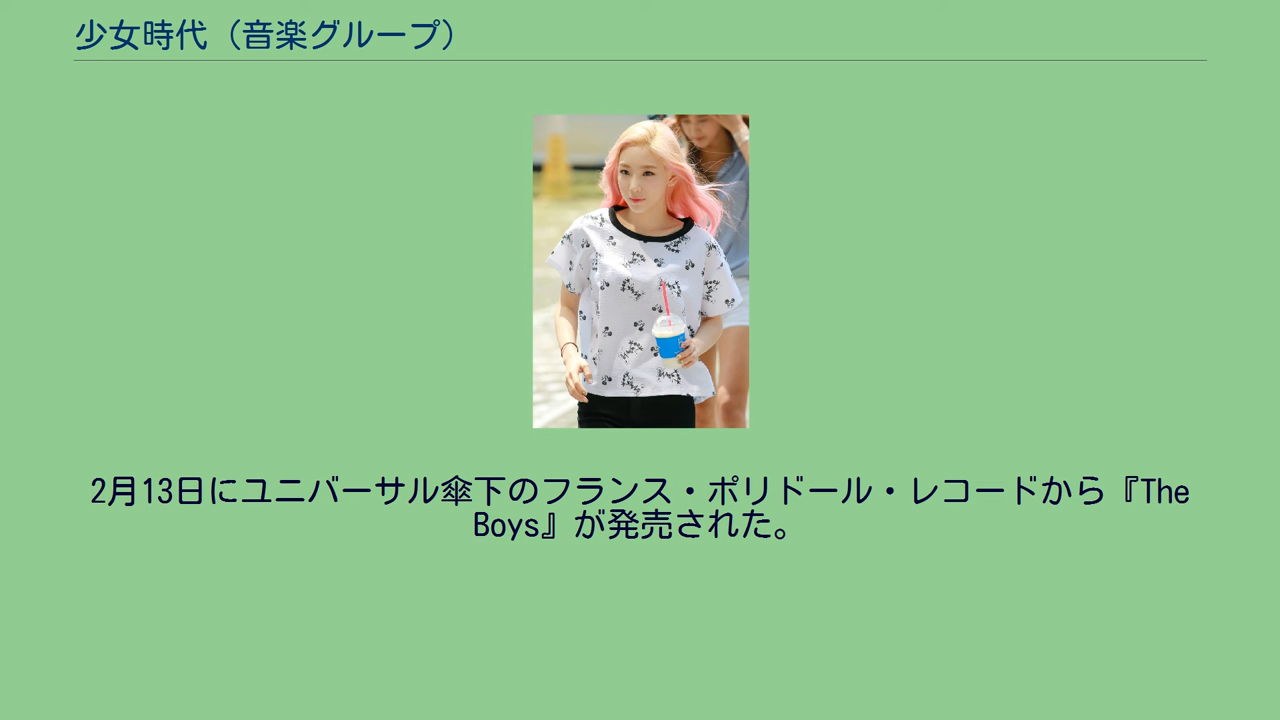 少女時代（音楽グループ）
2月13日にユニバーサル傘下のフランス・ポリドール・レコードから『The
Boys』が発売された。